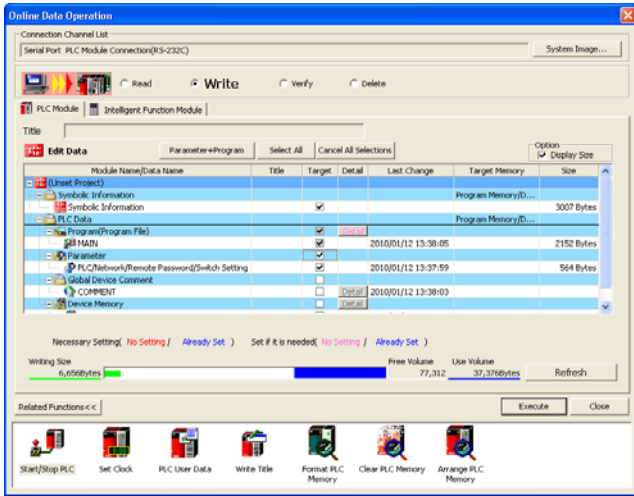 Online Data Operation
Connection Channel List
Serial Port PLC Module Connection(RS-232C)
System Image...
Read Write Verify Delete
PLC Module Intelligent Function Module
Title
Edit Data Parameter+Program Select All Cancel All Selections
Option
Display Size
Module Name/Data Name Title Target Detail Last Change Target Memory Size
(Unset Project)
Symbolic Information Program Memory/D...
Symbolic Information 3007 Bytes
PLC Data Program Memory/D...
Program(Program File) Detail
MAIN 2010/01/12 13:38:05 2152 Bytes
Parameter
PLC/Network/Remote Password/Switch Setting 2010/01/12 13:37:59 564 Bytes
Global Device Comment
COMMENT Detail 2010/01/12 13:38:03
Device Memory Detail
Necessary Setting( No Setting / Already Set ) Set if it is needed( No Setting / Already Set )
Writing Size Free Volume Use Volume
6,656Bytes 77,312 37,376Bytes Refresh
Related Functions<< Execute Close
Start/Stop PLC Set Clock PLC User Data Write Title Format PLC Memory Clear PLC Memory Arrange PLC Memory